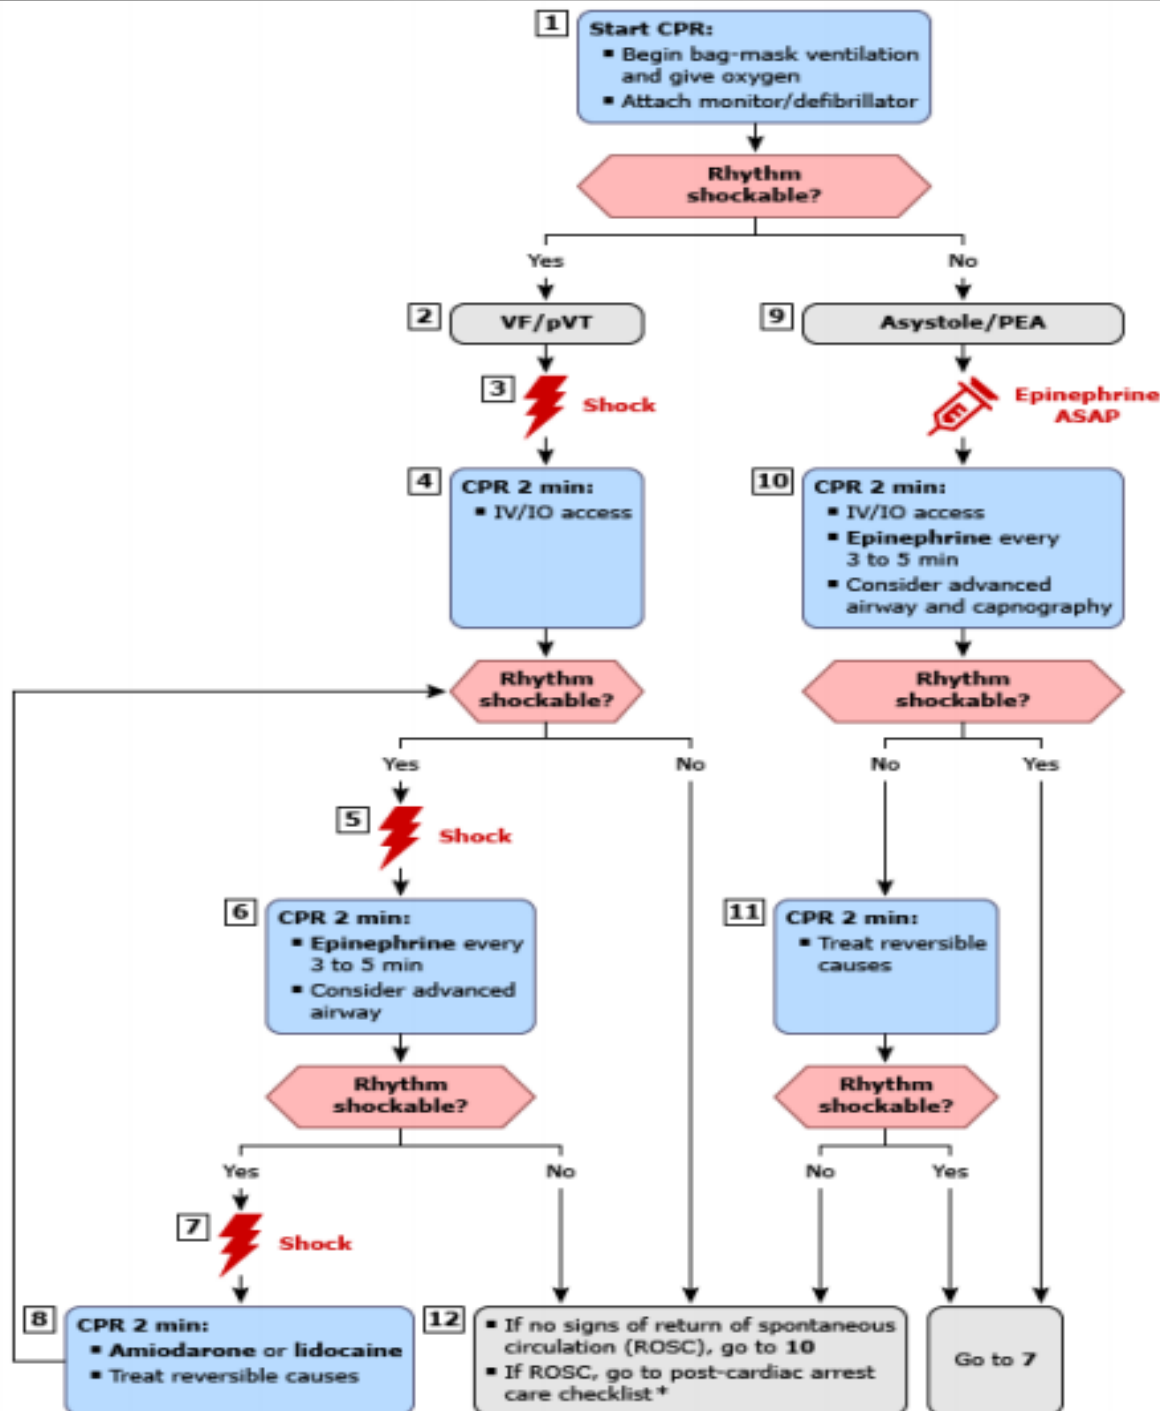 1
Start CPR:
▪ Begin bag-mask ventilation
and give oxygen
▪ Attach monitor/defibrillator
Rhythm
shockable?
Yes
No
2
VF/pVT
9
Asystole/PEA
3
Shock
Epinephrine
ASAP
4
CPR 2 min:
▪ IV/IO access
10
CPR 2 min:
▪ IV/IO access
▪ Epinephrine every
3 to 5 min
▪ Consider advanced
airway and capnography
Rhythm
shockable?
Rhythm
shockable?
Yes
No
No
Yes
5
Shock
6
CPR 2 min:
▪ Epinephrine every
3 to 5 min
▪ Consider advanced
airway
11
CPR 2 min:
▪ Treat reversible
causes
Rhythm
shockable?
Rhythm
shockable?
Yes
No
No
Yes
7
Shock
8
CPR 2 min:
▪ Amiodarone or lidocaine
▪ Treat reversible causes
12
▪ If no signs of return of spontaneous
circulation (ROSC), go to 10
▪ If ROSC, go to post-cardiac arrest
care checklist*
Go to 7